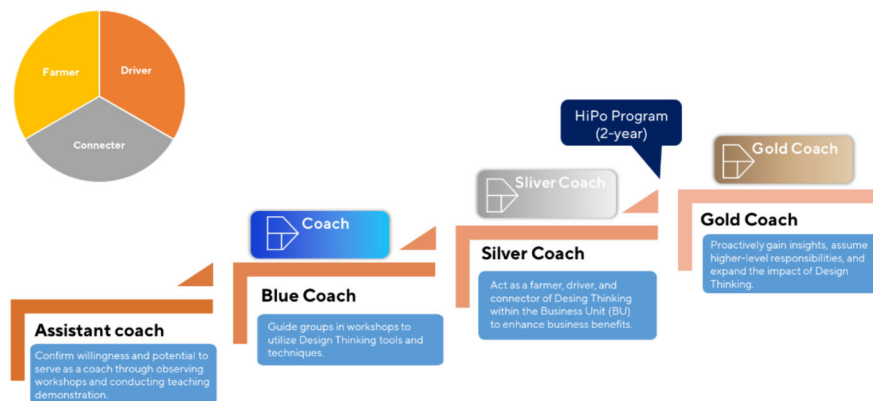 Farmer
Driver
Connecter
HiPo Program
(2-year)
Gold Coach
Sliver Coach
Coach
Gold Coach
Proactively gain insights, assume
higher-level responsibilities, and
expand the impact of Design
Thinking.
Silver Coach
Act as a farmer, driver, and
connector of Desing Thinking
within the Business Unit (BU)
to enhance business benefits.
Blue Coach
Guide groups in workshops to
utilize Design Thinking tools and
techniques.
Assistant coach
Confirm willingness and potential to
serve as a coach through observing
workshops and conducting teaching
demonstration.